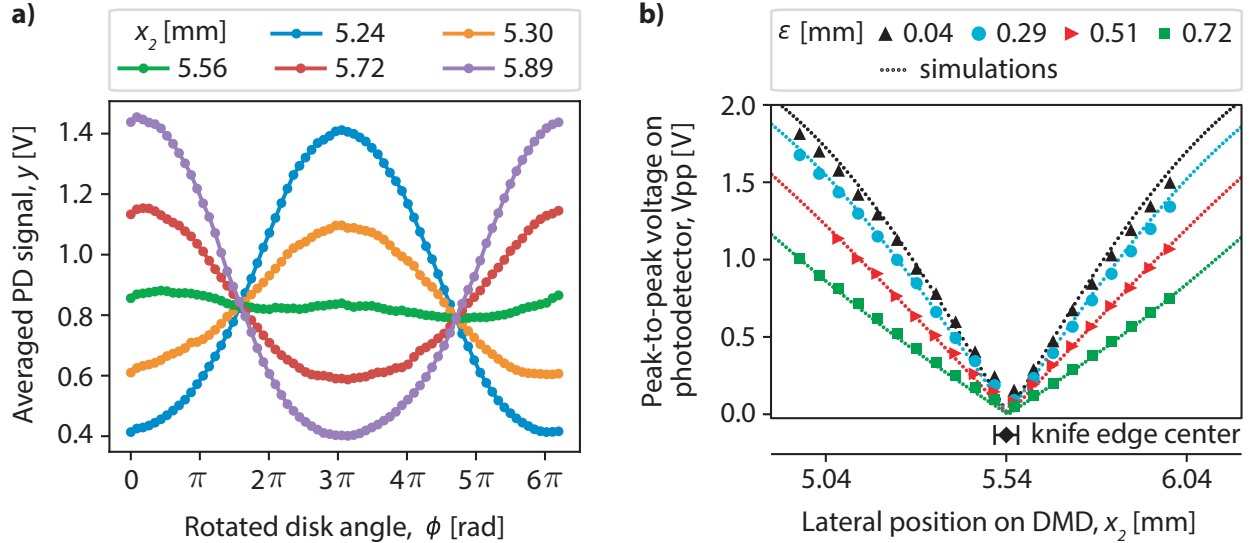 a)
x₂ [mm] 5.24 5.30
5.56 5.72 5.89
Averaged PD signal, y [V]
1.4
1.2
1.0
0.8
0.6
0.4
0 π 2π 3π 4π 5π 6π
Rotated disk angle, ϕ [rad]
b)
ε [mm] 0.04 0.29 0.51 0.72
simulations
Peak-to-peak voltage on
photodetector, Vpp [V]
2.0
1.5
1.0
0.5
0.0
knife edge center
5.04 5.54 6.04
Lateral position on DMD, x₂ [mm]